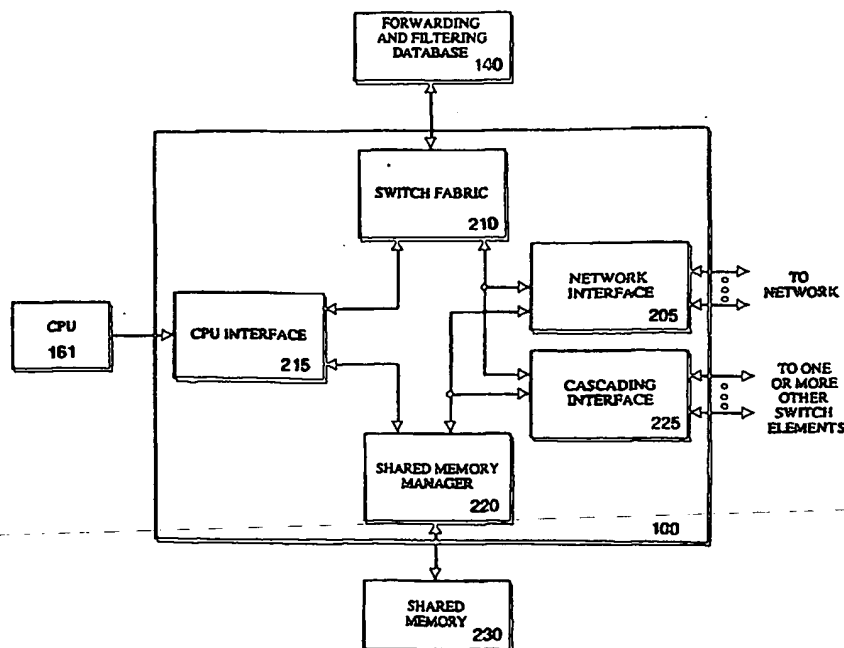 FORWARDING
AND FILTERING
DATABASE
140
SWITCH FABRIC
210
NETWORK
INTERFACE
205
TO
NETWORK
CPU
161
CPU INTERFACE
215
CASCADING
INTERFACE
225
TO ONE
OR MORE
OTHER
SWITCH
ELEMENTS
SHARED MEMORY
MANAGER
220
100
SHARED
MEMORY
230